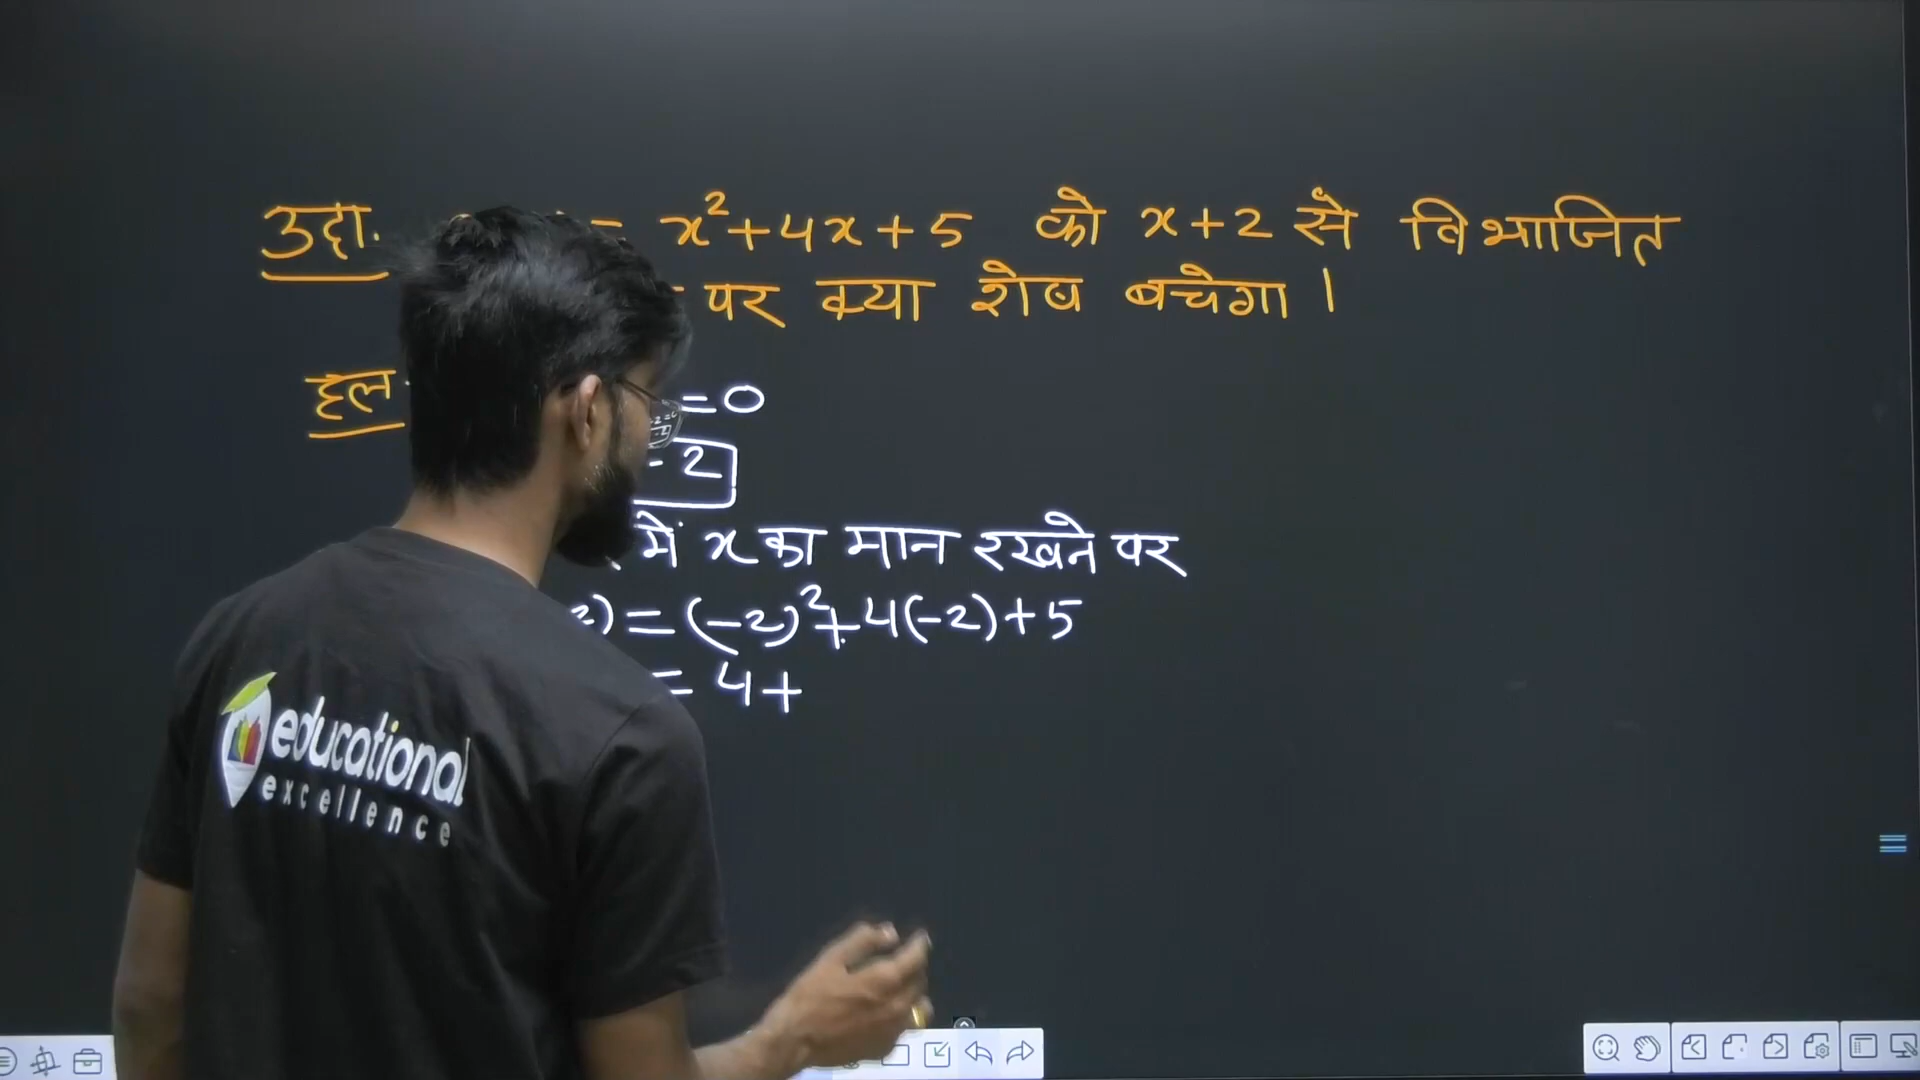 उदा. = x²+4x+5 को x+2 से विभाजित
पर क्या शेष बचेगा ।
हल
=0
-2
में x का मान रखने पर
2) = (-2)²+4(-2)+5
= 4+
educational
excellence